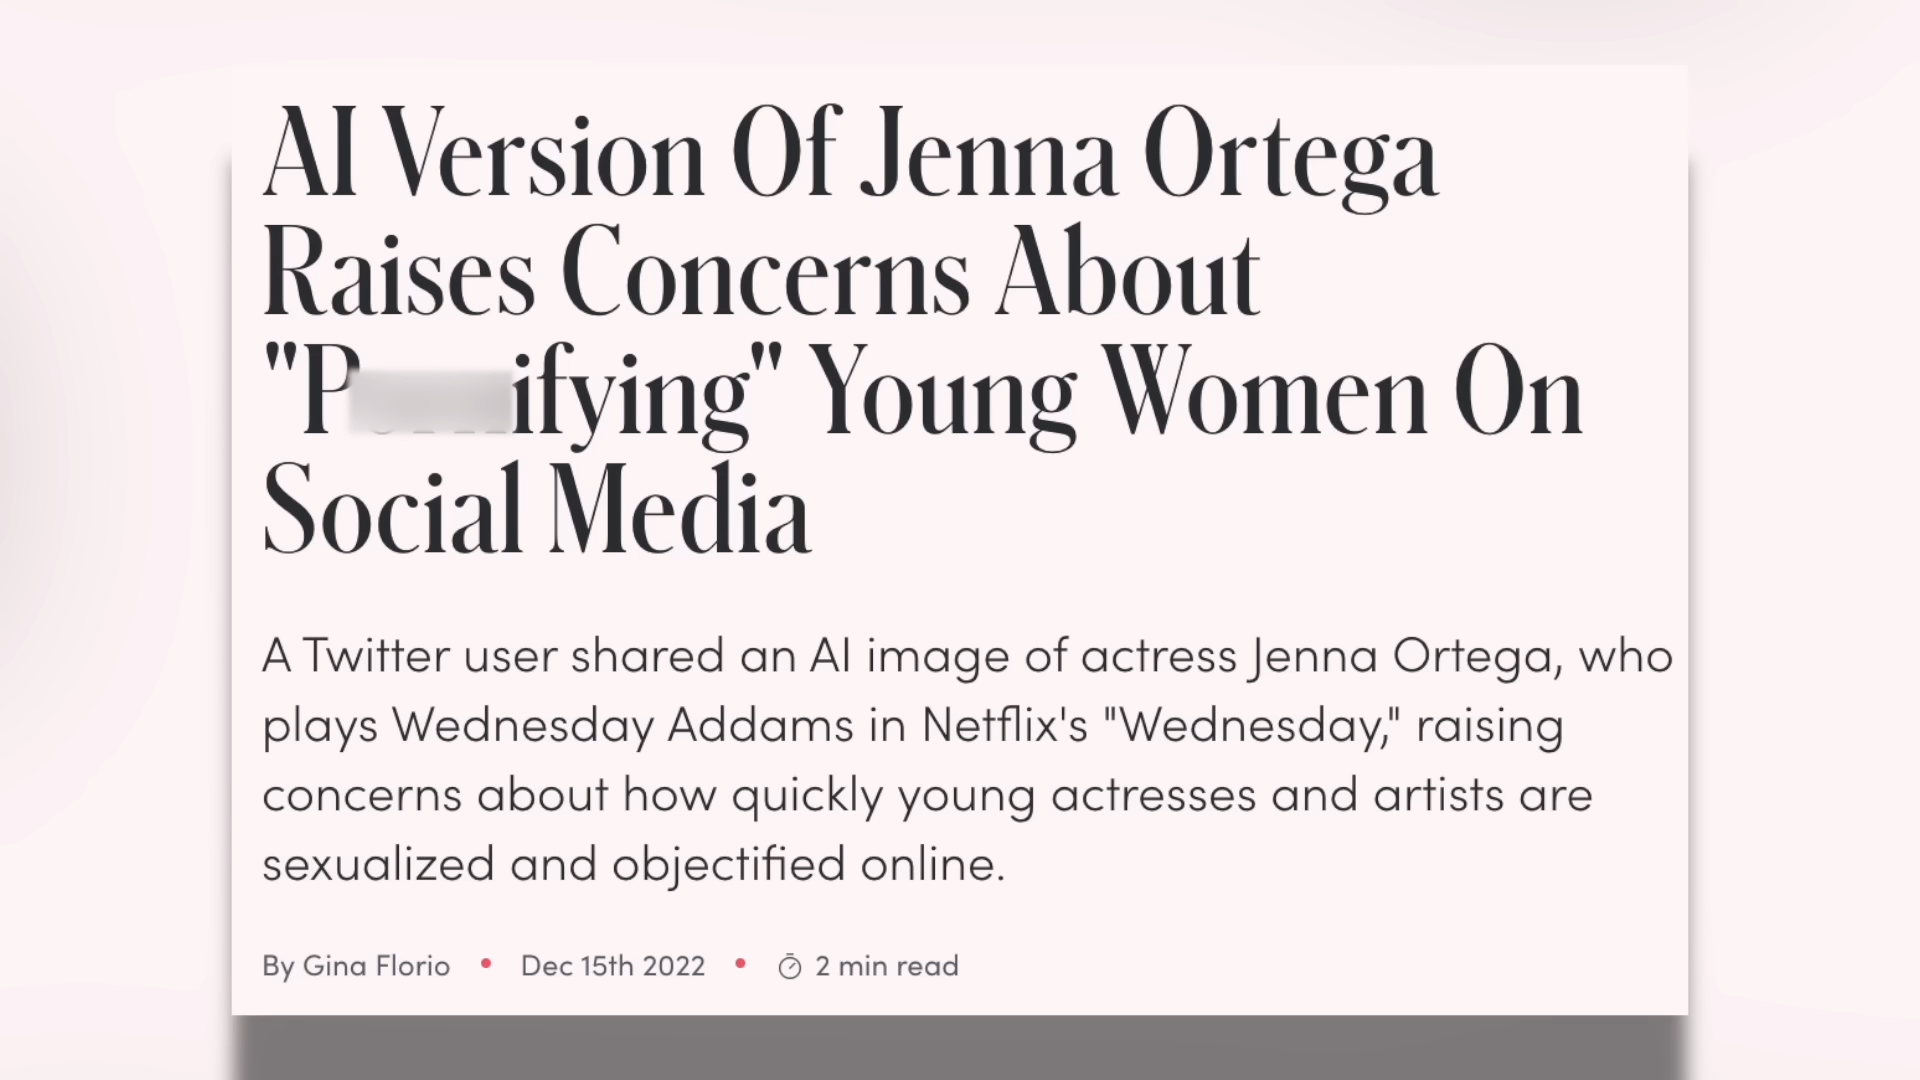 AI Version Of Jenna Ortega
Raises Concerns About
Young Women On
Social Media
A Twitter user shared an AI image of actress Jenna Ortega, who
plays Wednesday Addams in Netflix's "Wednesday," raising
concerns about how quickly young actresses and artists are
sexualized and objectified online.
By Gina Florio • Dec 15th 2022 • 2 min read